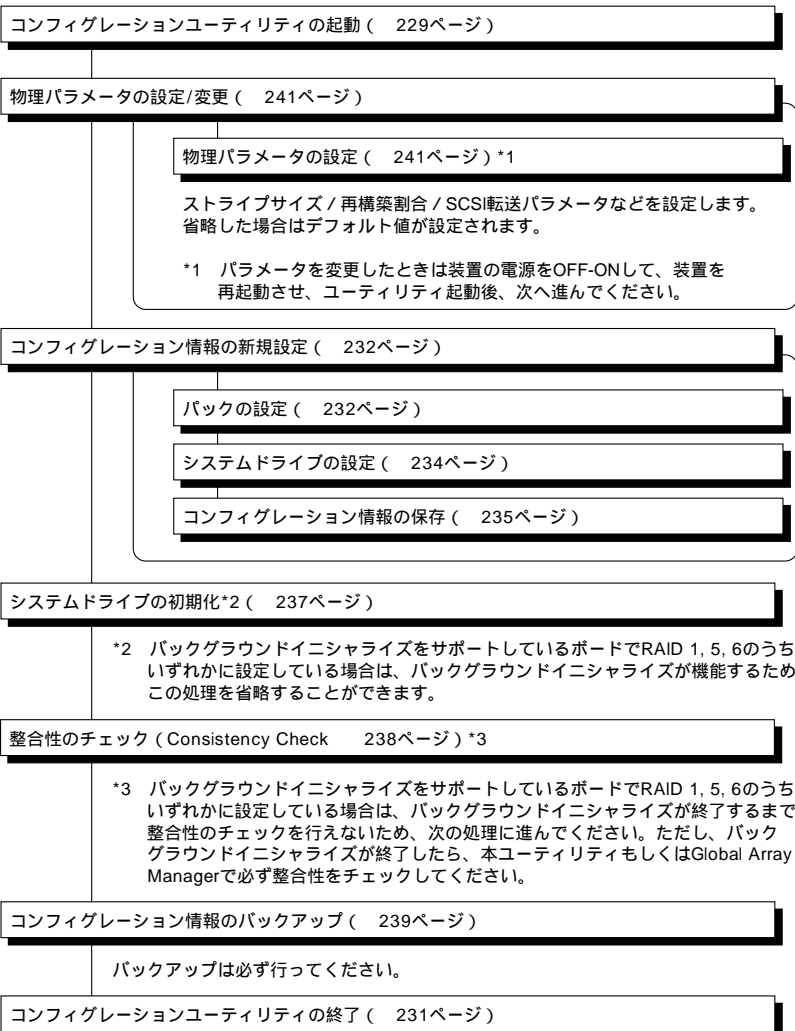 コンフィグレーションユーティリティの起動(　229ページ)
物理パラメータの設定/変更(　241ページ)
物理パラメータの設定(　241ページ)*1
ストライプサイズ / 再構築割合 / SCSI転送パラメータなどを設定します。
省略した場合はデフォルト値が設定されます。
*1　パラメータを変更したときは装置の電源をOFF-ONして、装置を
再起動させ、ユーティリティ起動後、次へ進んでください。
コンフィグレーション情報の新規設定(　232ページ)
パックの設定(　232ページ)
システムドライブの設定(　234ページ)
コンフィグレーション情報の保存(　235ページ)
システムドライブの初期化*2(　237ページ)
*2　バックグラウンドイニシャライズをサポートしているボードでRAID 1, 5, 6のうち
いずれかに設定している場合は、バックグラウンドイニシャライズが機能するため
この処理を省略することができます。
整合性のチェック(Consistency Check　　238ページ)*3
*3　バックグラウンドイニシャライズをサポートしているボードでRAID 1, 5, 6のうち
いずれかに設定している場合は、バックグラウンドイニシャライズが終了するまで
整合性のチェックを行えないため、次の処理に進んでください。ただし、バック
グラウンドイニシャライズが終了したら、本ユーティリティもしくはGlobal Array
Managerで必ず整合性をチェックしてください。
コンフィグレーション情報のバックアップ(　239ページ)
バックアップは必ず行ってください。
コンフィグレーションユーティリティの終了(　231ページ)